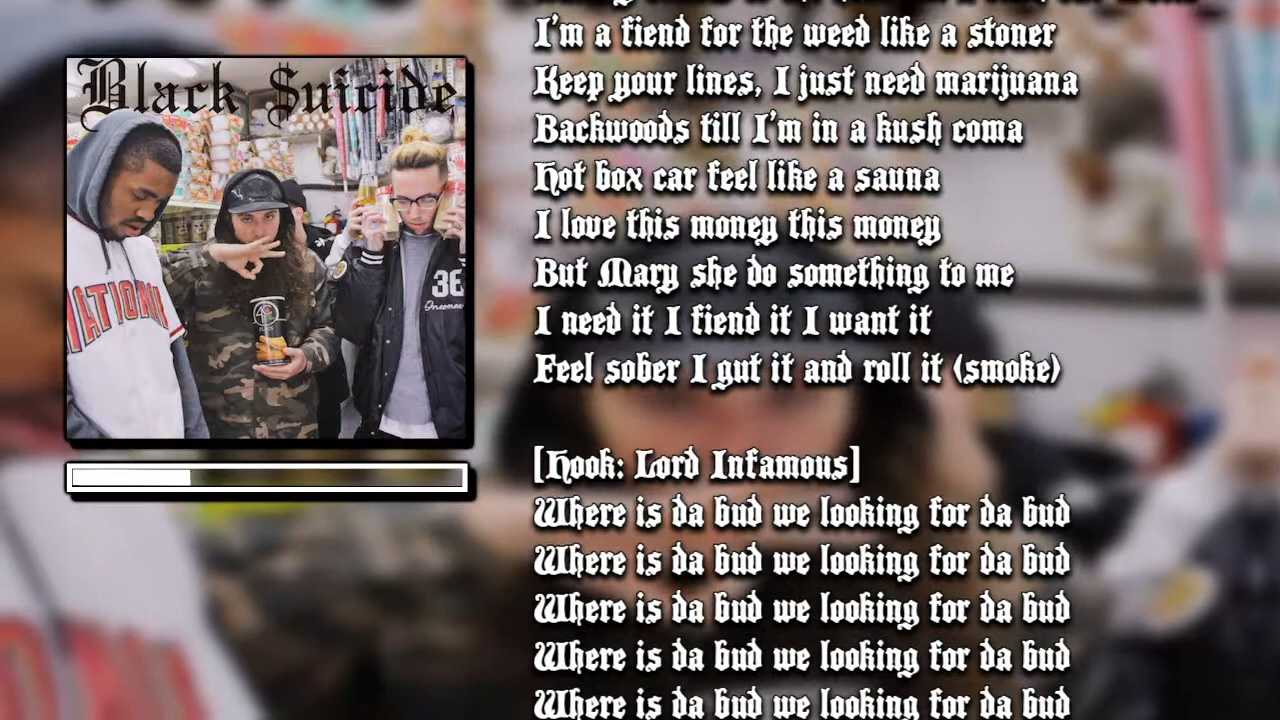 Black $uicide
NATIONAL
36
I'm a fiend for the weed like a stoner
Keep your lines, I just need marijuana
Backwoods till I'm in a kush coma
Hot box car feel like a sauna
I love this money this money
But Mary she do something to me
I need it I fiend it I want it
Feel sober I gut it and roll it (smoke)
[Hook: Lord Infamous]
Where is da bud we looking for da bud
Where is da bud we looking for da bud
Where is da bud we looking for da bud
Where is da bud we looking for da bud
Where is da bud we looking for da bud